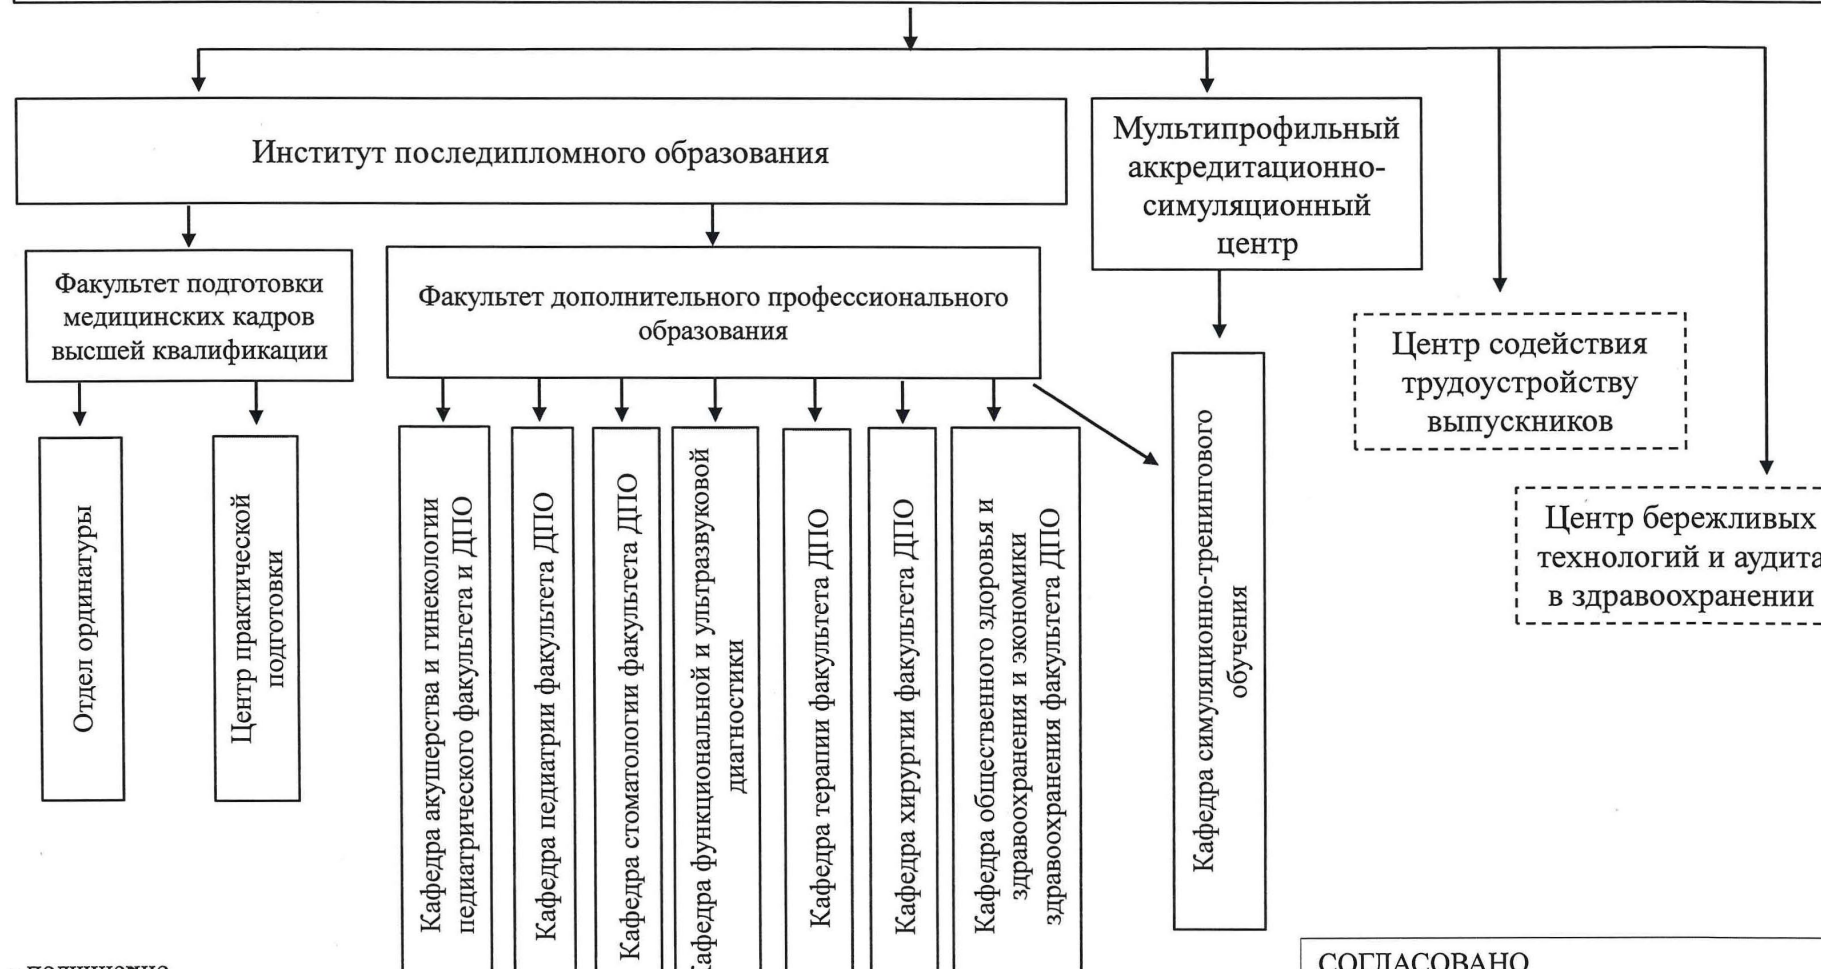 Институт последипломного образования
Мультипрофильный
аккредитационно-
симуляционный
центр
Факультет подготовки
медицинских кадров
высшей квалификации
Факультет дополнительного профессионального
образования
Центр содействия
трудоустройству
выпускников
Центр бережливых
технологий и аудита
в здравоохранении
Отдел ординатуры
Центр практической
подготовки
Кафедра акушерства и гинекологии
педиатрического факультета и ДПО
Кафедра педиатрии факультета ДПО
Кафедра стоматологии факультета ДПО
Кафедра функциональной и ультразвуковой
диагностики
Кафедра терапии факультета ДПО
Кафедра хирургии факультета ДПО
Кафедра общественного здоровья и
здравоохранения и экономики
здравоохранения факультета ДПО
Кафедра симуляционно-тренингового
обучения
СОГЛАСОВАНО